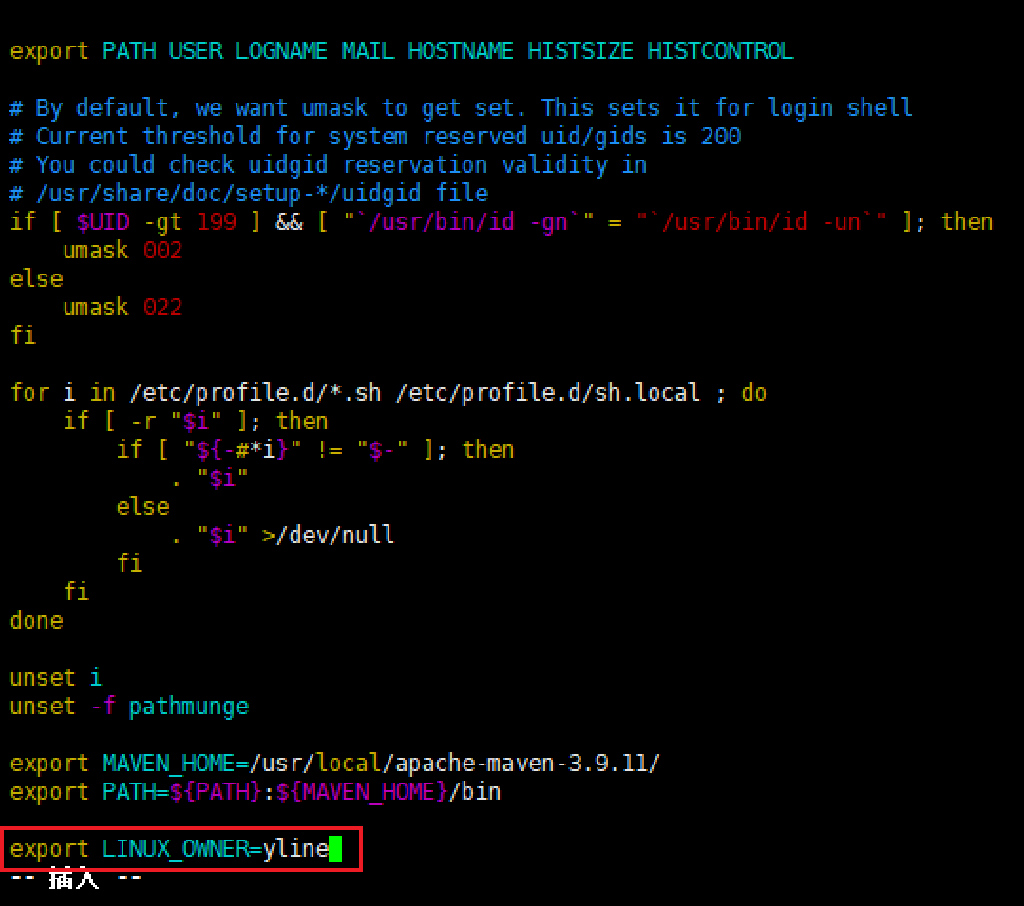 export PATH USER LOGNAME MAIL HOSTNAME HISTSIZE HISTCONTROL
# By default, we want umask to get set. This sets it for login shell
# Current threshold for system reserved uid/gids is 200
# You could check uidgid reservation validity in
# /usr/share/doc/setup-*/uidgid file
if [ $UID -gt 199 ] && [ "`/usr/bin/id -gn`" = "`/usr/bin/id -un`" ]; then
    umask 002
else
    umask 022
fi
for i in /etc/profile.d/*.sh /etc/profile.d/sh.local ; do
    if [ -r "$i" ]; then
        if [ "${-#*i}" != "$-" ]; then
            . "$i"
        else
            . "$i" >/dev/null
        fi
    fi
done
unset i
unset -f pathmunge
export MAVEN_HOME=/usr/local/apache-maven-3.9.11/
export PATH=${PATH}:${MAVEN_HOME}/bin
export LINUX_OWNER=yline
-- 插入 --